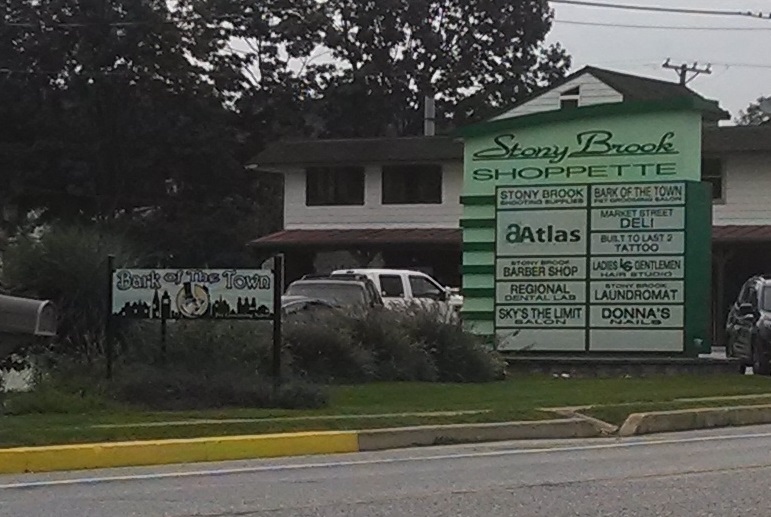 Bark of The Town
Stony Brook
SHOPPETTE
STONY BROOK
SHOOTING SUPPLIES
BARK OF THE TOWN
PET GROOMING SALON
aAtlas
MARKET STREET
DELI
BUILT TO LAST 2
TATTOO
STONY BROOK
BARBER SHOP
LADIES LG GENTLEMEN
HAIR STUDIO
REGIONAL
DENTAL LAB
STONY BROOK
LAUNDROMAT
SKY'S THE LIMIT
SALON
DONNA'S
NAILS